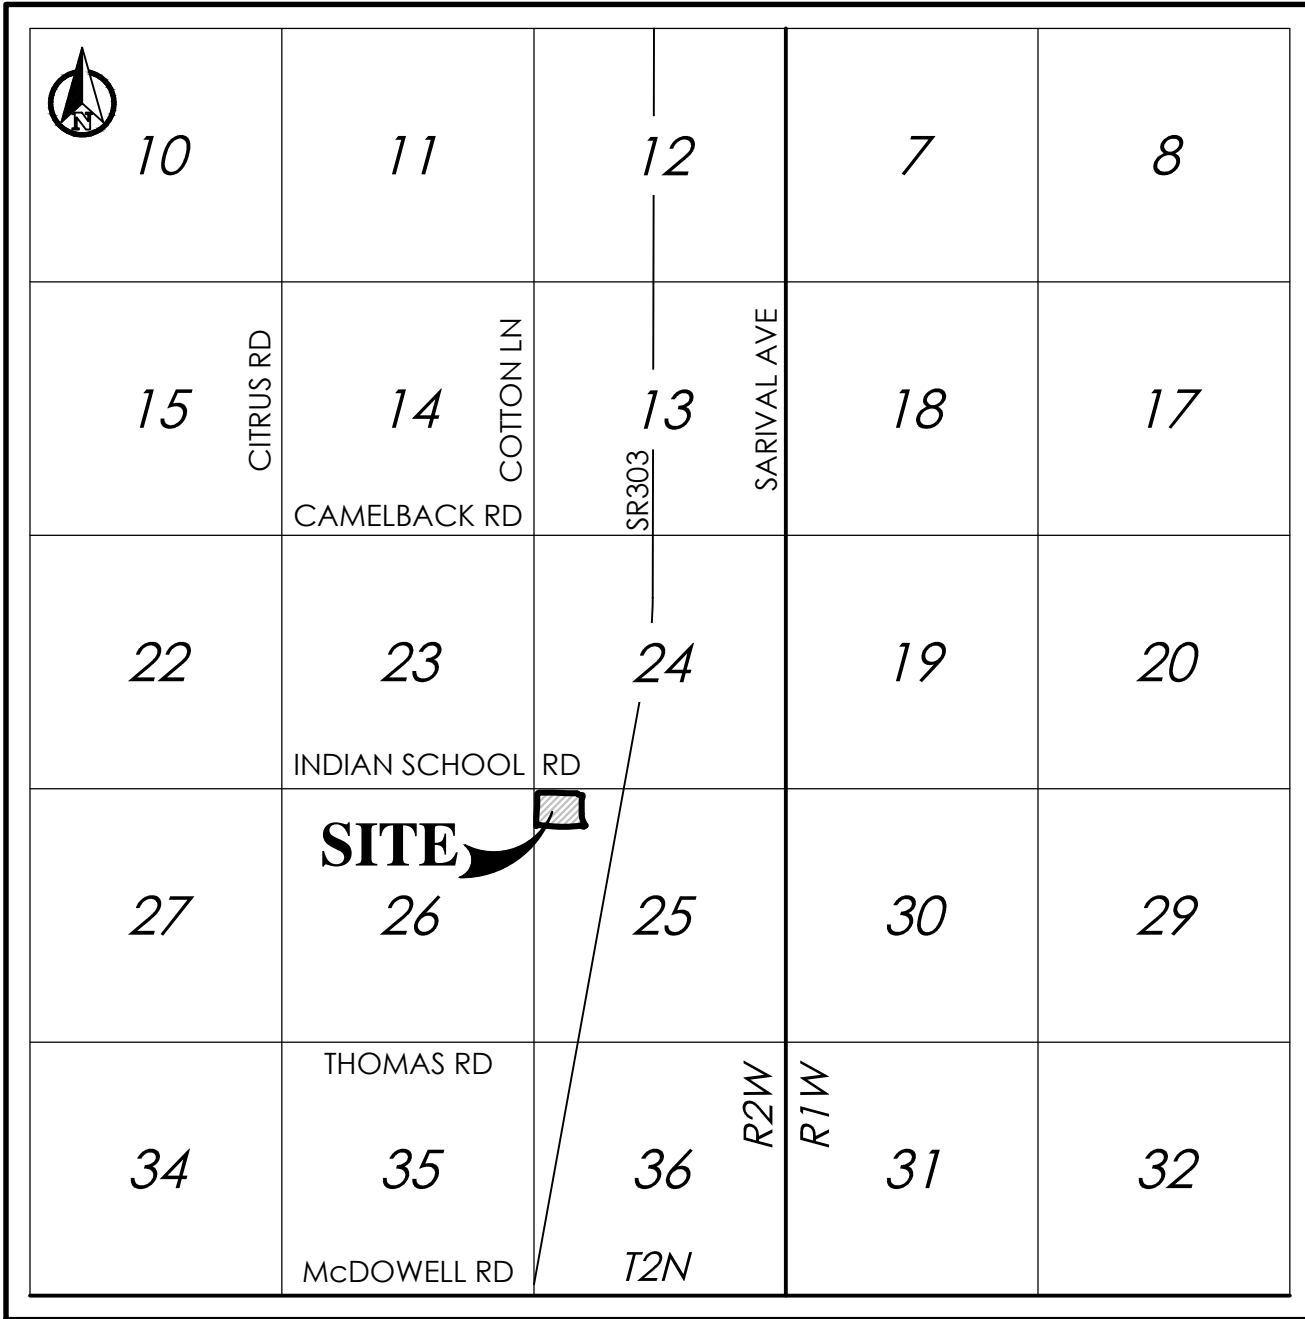 N
10
11
12
7
8
15
CITRUS RD
14
COTTON LN
13
SARIVAL AVE
18
17
SR303
CAMELBACK RD
22
23
24
19
20
INDIAN SCHOOL RD
SITE
27
26
25
30
29
THOMAS RD
R2W
R1W
34
35
36
31
32
McDOWELL RD
T2N